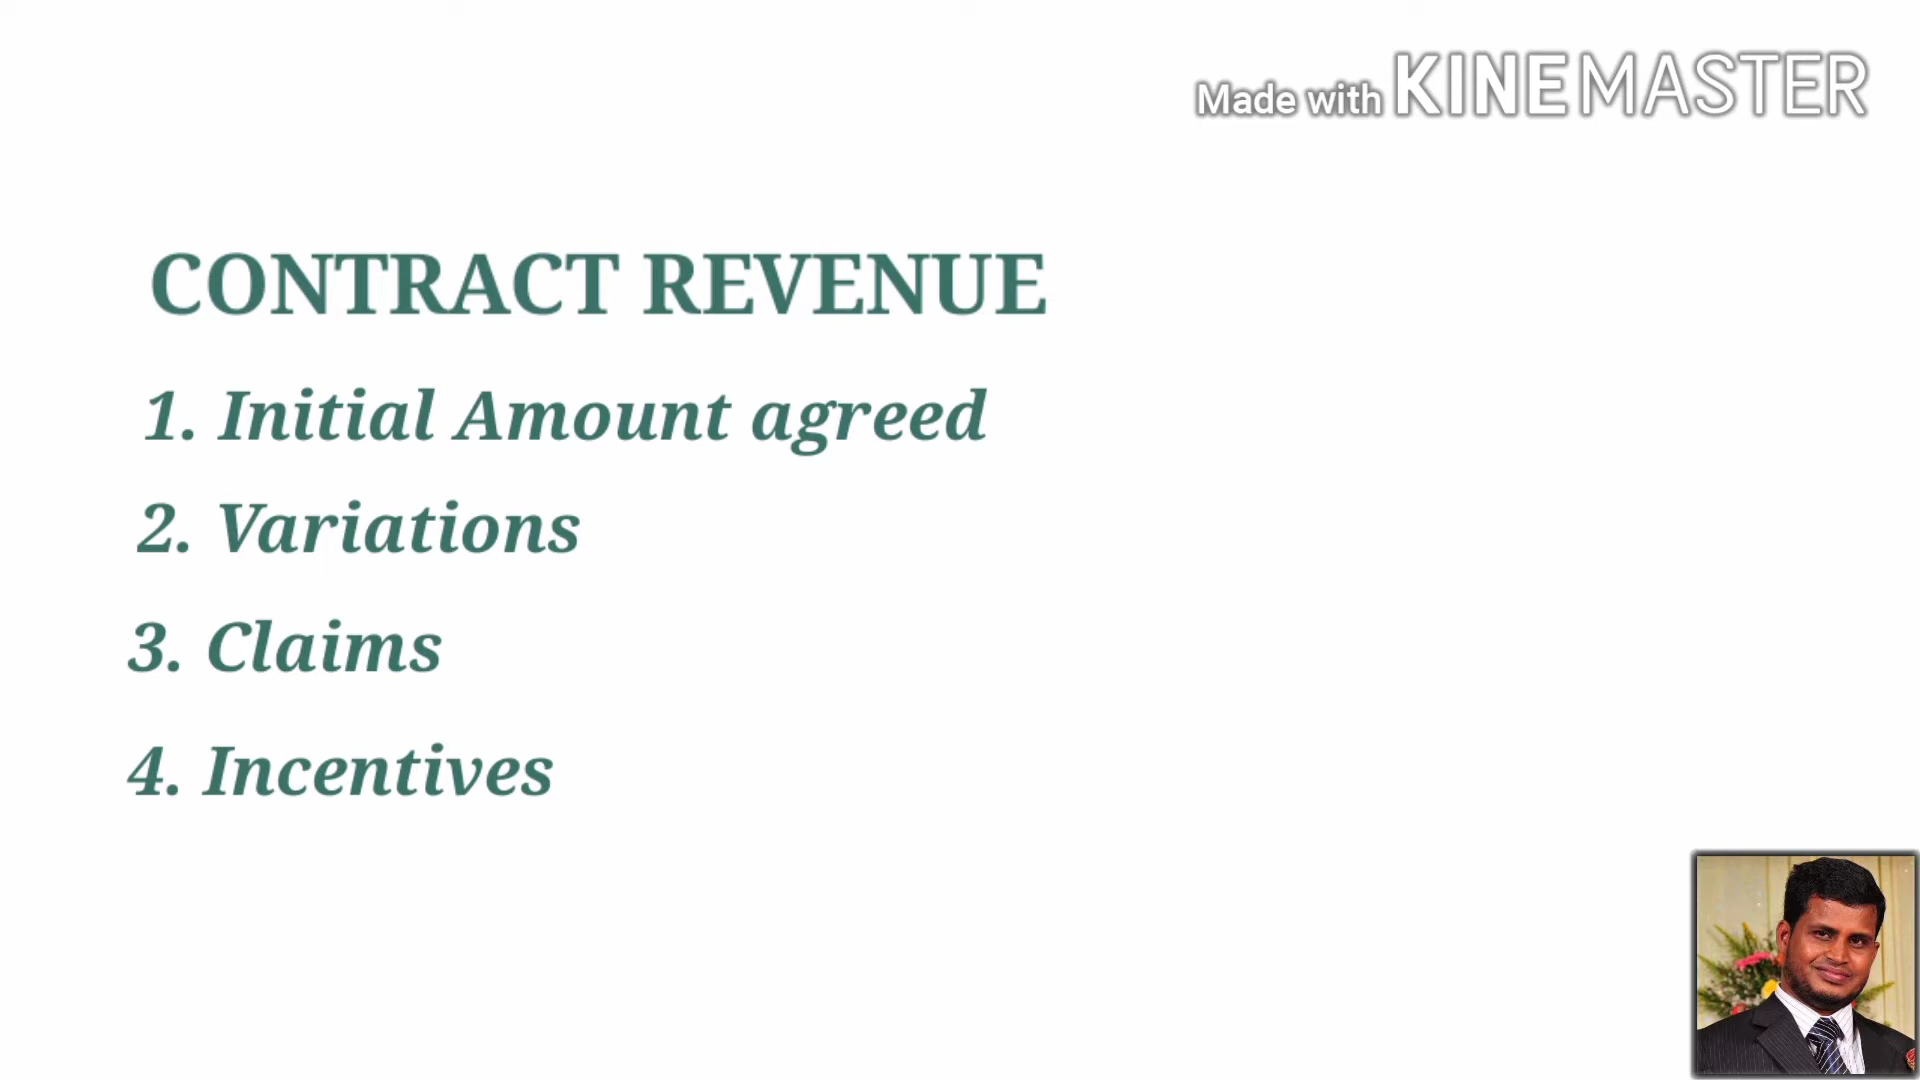 Made with KINEMASTER
CONTRACT REVENUE
1. Initial Amount agreed
2. Variations
3. Claims
4. Incentives